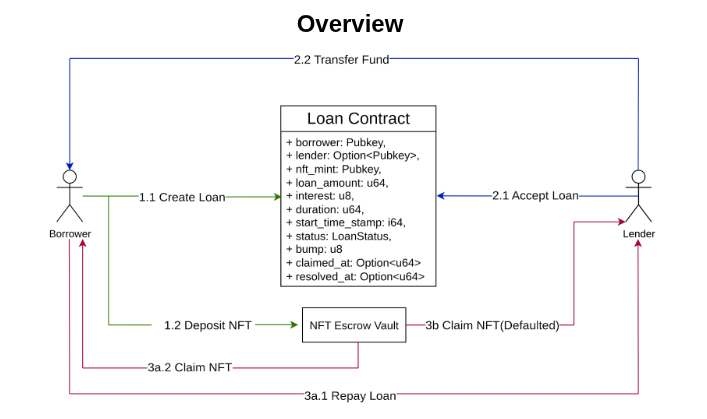 Overview
2.2 Transfer Fund
Loan Contract
+ borrower: Pubkey,
+ lender: Option<Pubkey>,
+ nft_mint: Pubkey,
+ loan_amount: u64,
+ interest: u8,
+ duration: u64,
+ start_time_stamp: i64,
+ status: LoanStatus,
+ bump: u8
+ claimed_at: Option<u64>
+ resolved_at: Option<u64>
1.1 Create Loan
2.1 Accept Loan
Borrower
Lender
1.2 Deposit NFT
NFT Escrow Vault
3b Claim NFT(Defaulted)
3a.2 Claim NFT
3a.1 Repay Loan